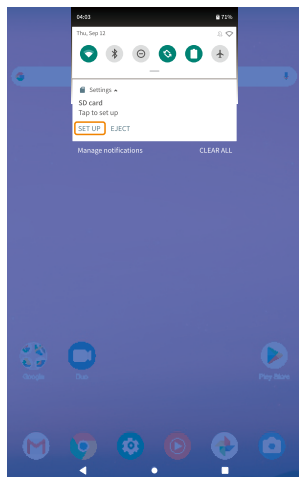 04:03
71%
Thu, Sep 12
Settings
SD card
Tap to set up
SET UP
EJECT
Manage notifications
CLEAR ALL
Google
Duo
Play Store